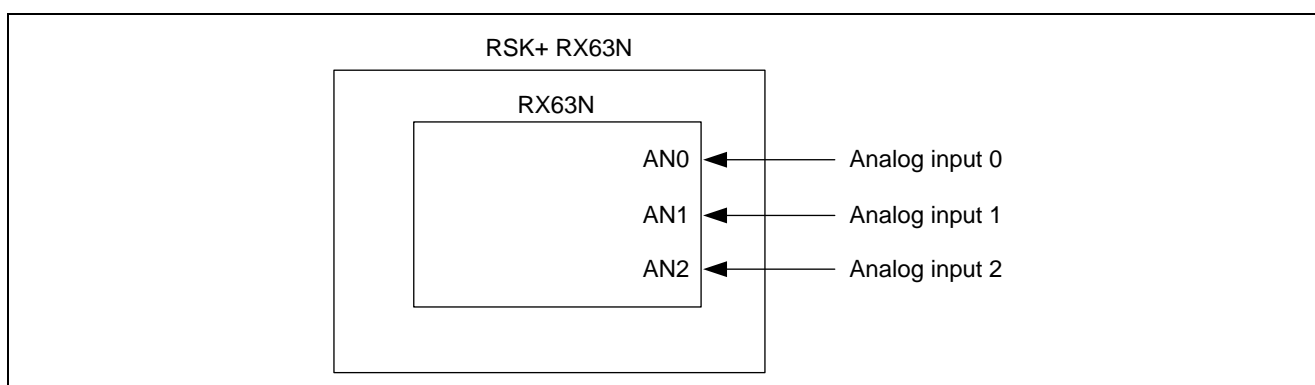 RSK+ RX63N
RX63N
AN0 Analog input 0
AN1 Analog input 1
AN2 Analog input 2